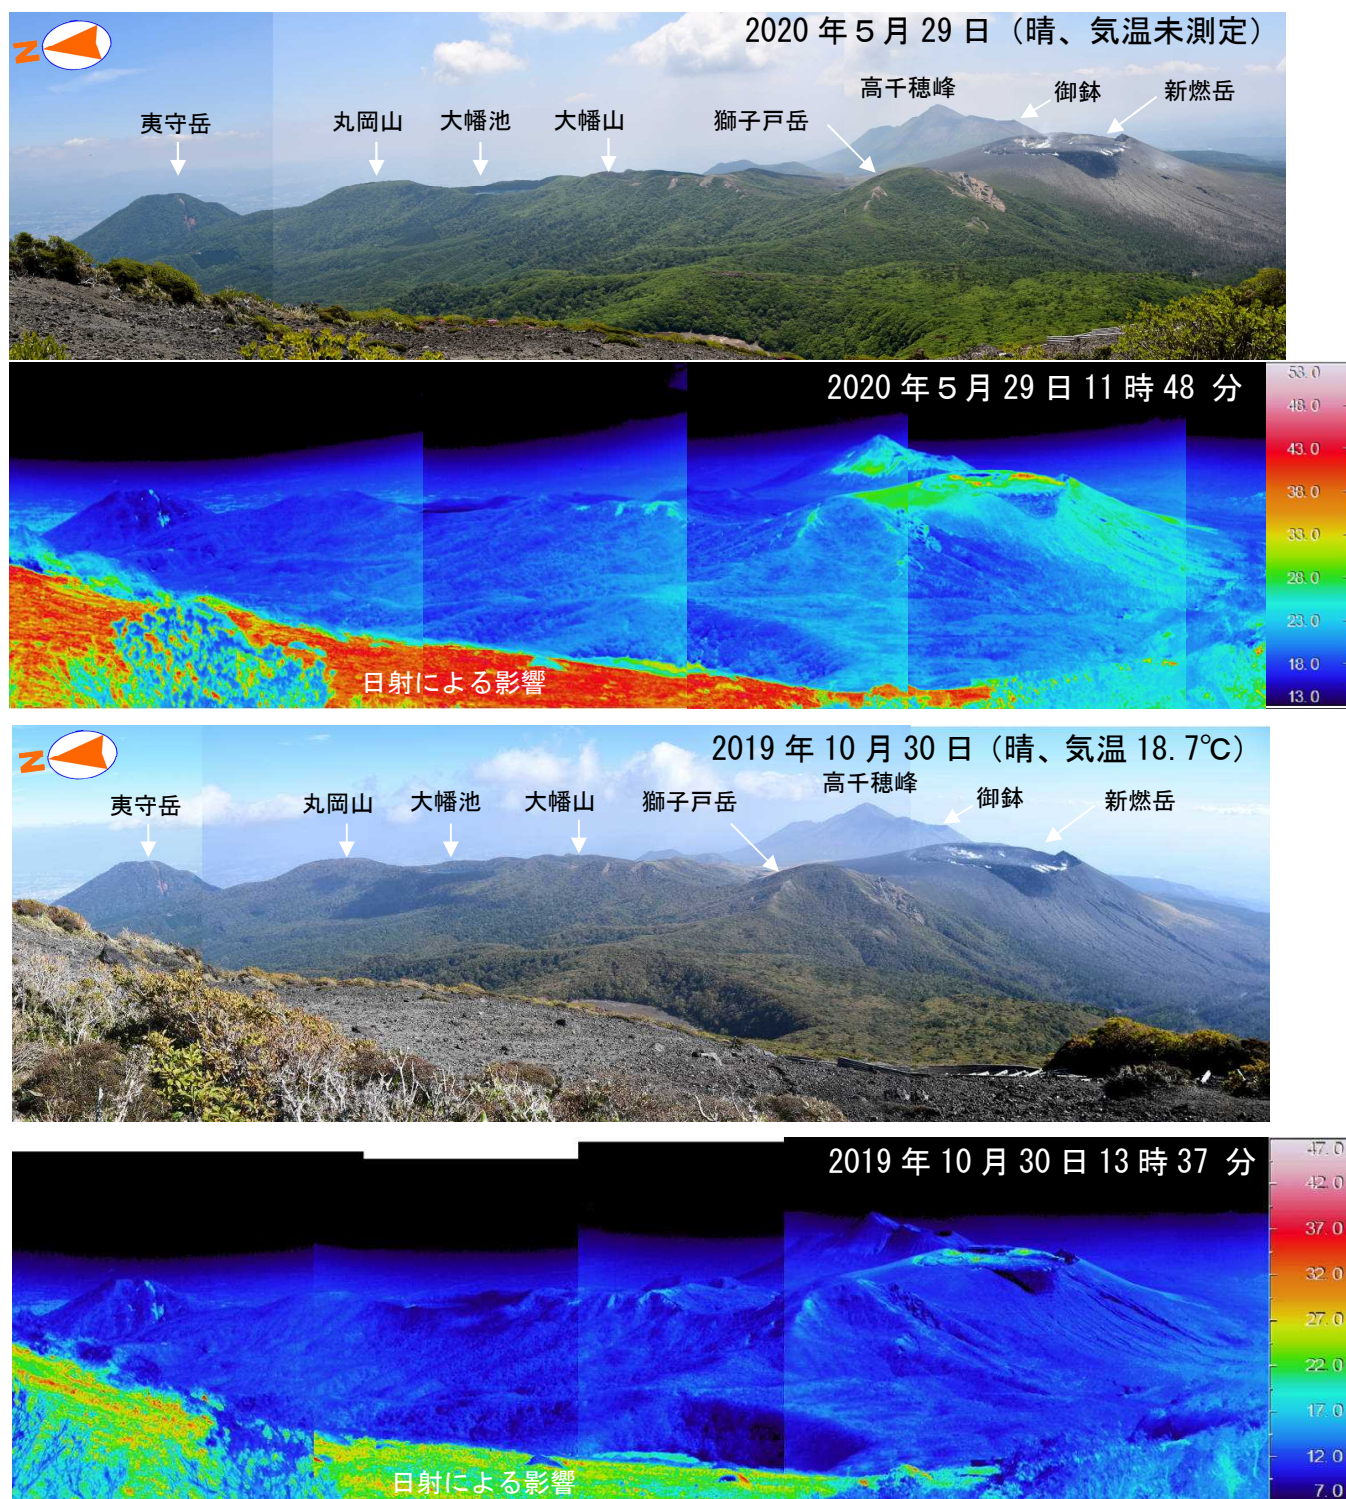 2020年5月29日（晴、気温未測定）
N
高千穂峰
御鉢
新燃岳
夷守岳
丸岡山
大幡池
大幡山
獅子戸岳
2020年5月29日11時48分
53.0
48.0
43.0
38.0
33.0
28.0
23.0
18.0
13.0
日射による影響
2019年10月30日（晴、気温18.7℃）
N
高千穂峰
御鉢
新燃岳
夷守岳
丸岡山
大幡池
大幡山
獅子戸岳
2019年10月30日13時37分
47.0
42.0
37.0
32.0
27.0
22.0
17.0
12.0
7.0
日射による影響